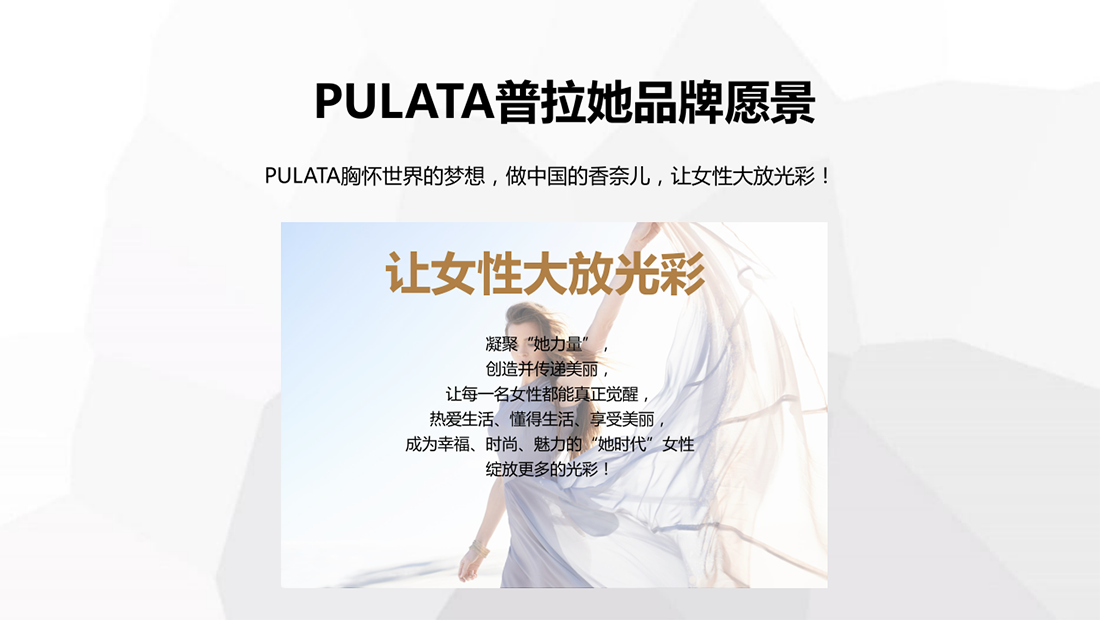 PULATA普拉她品牌愿景
PULATA胸怀世界的梦想，做中国的香奈儿，让女性大放光彩！
让女性大放光彩
凝聚“她力量”，
创造并传递美丽，
让每一名女性都能真正觉醒，
热爱生活、懂得生活、享受美丽，
成为幸福、时尚、魅力的“她时代”女性
绽放更多的光彩！